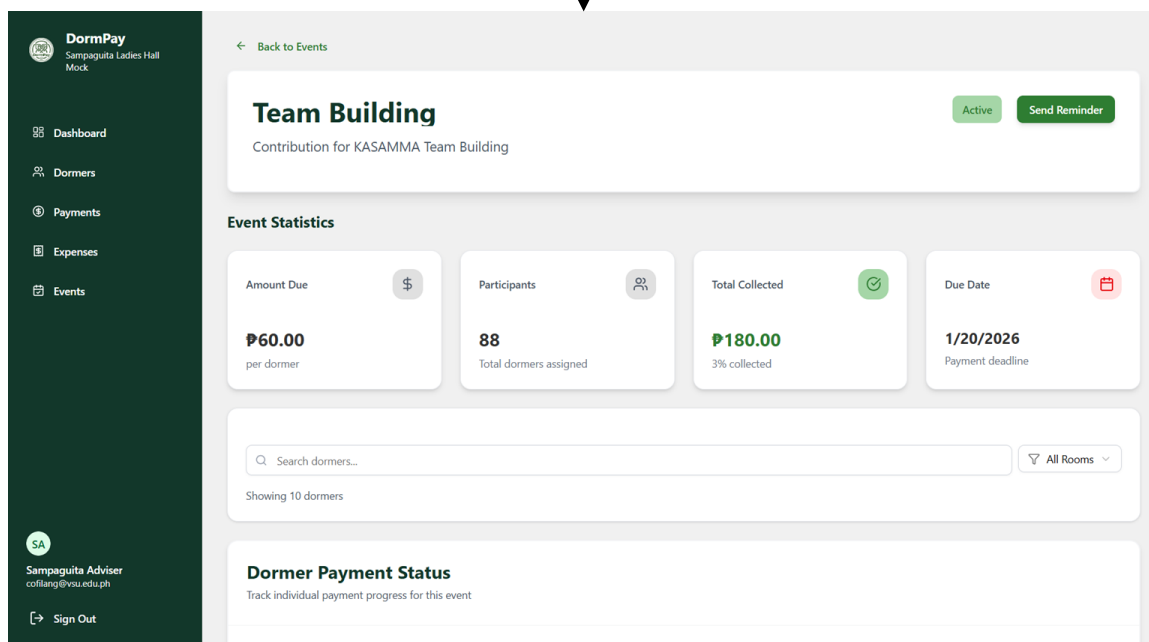 DormPay
Sampaguita Ladies Hall
Mock
Dashboard
Dormers
Payments
Expenses
Events
SA
Sampaguita Adviser
cofilang@vsu.edu.ph
Sign Out
Back to Events
Team Building
Contribution for KASAMMA Team Building
Active
Send Reminder
Event Statistics
Amount Due
₱60.00
per dormer
Participants
88
Total dormers assigned
Total Collected
₱180.00
3% collected
Due Date
1/20/2026
Payment deadline
Search dormers...
All Rooms
Showing 10 dormers
Dormer Payment Status
Track individual payment progress for this event